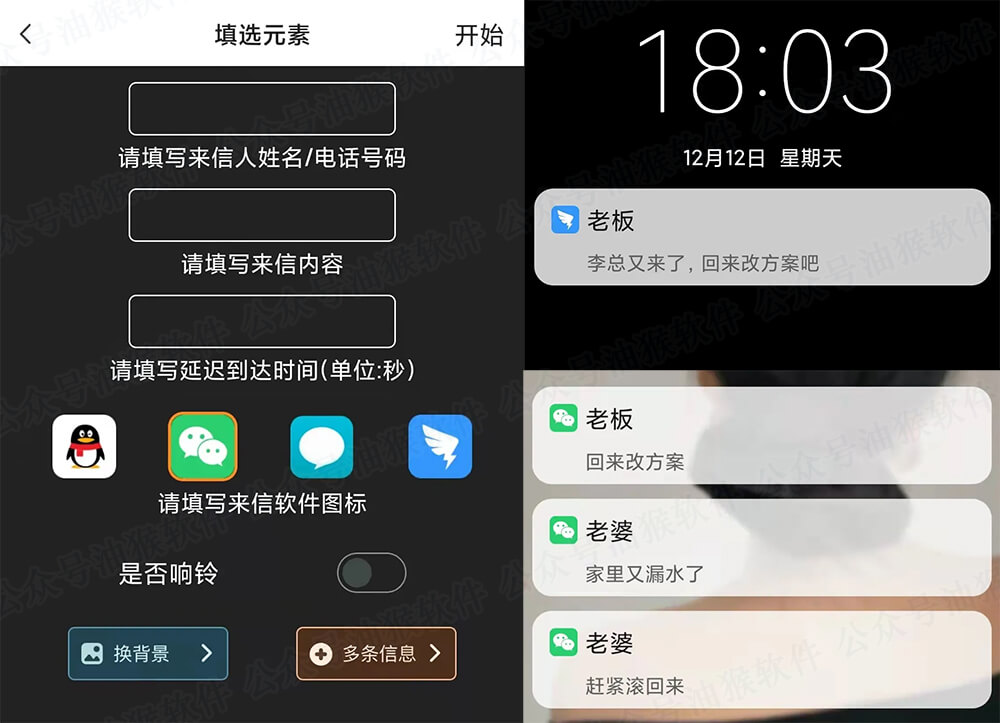 填选元素
开始
请填写来信人姓名/电话号码
请填写来信内容
请填写延迟到达时间(单位:秒)
请填写来信软件图标
是否响铃
换背景
多条信息
18:03
12月12日 星期天
老板
李总又来了,回来改方案吧
老板
回来改方案
老婆
家里又漏水了
老婆
赶紧滚回来
公众号油猴软件